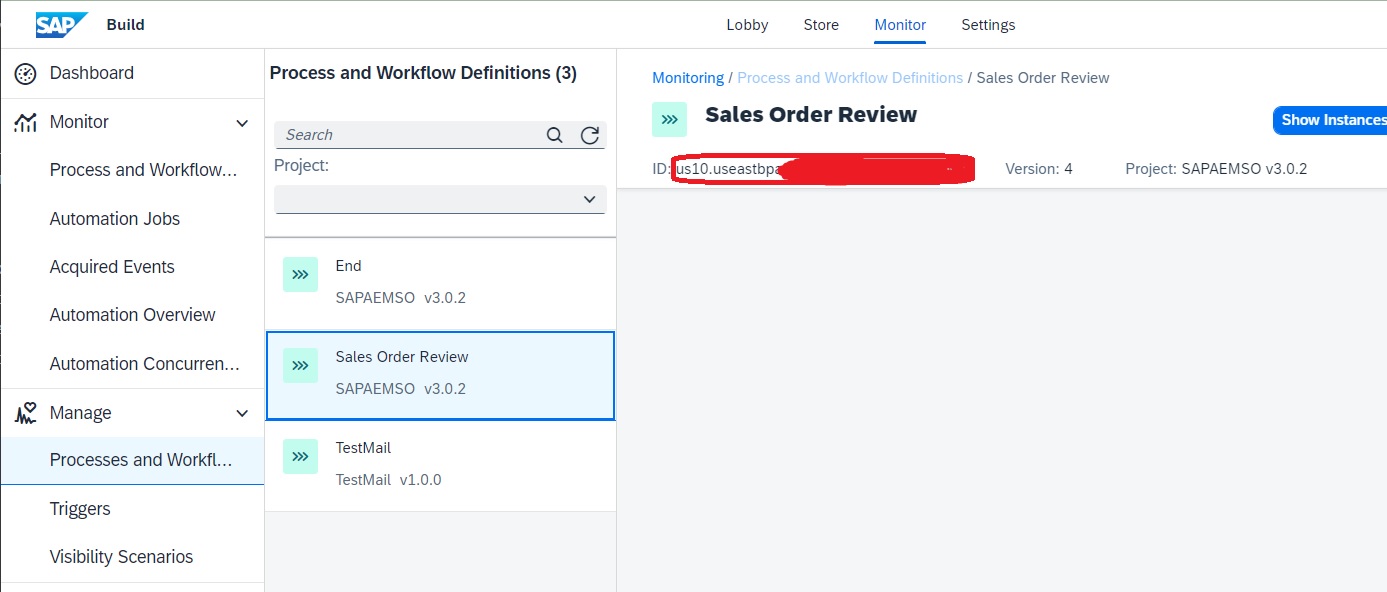 SAP Build
Lobby Store Monitor Settings
Dashboard
Monitor
Process and Workflow...
Automation Jobs
Acquired Events
Automation Overview
Automation Concurren...
Manage
Processes and Workfl...
Triggers
Visibility Scenarios
Process and Workflow Definitions (3)
Search
Project:
End
SAPAEMSO v3.0.2
Sales Order Review
SAPAEMSO v3.0.2
TestMail
TestMail v1.0.0
Monitoring / Process and Workflow Definitions / Sales Order Review
Sales Order Review
Show Instances
ID: us10.useastbpa Version: 4 Project: SAPAEMSO v3.0.2